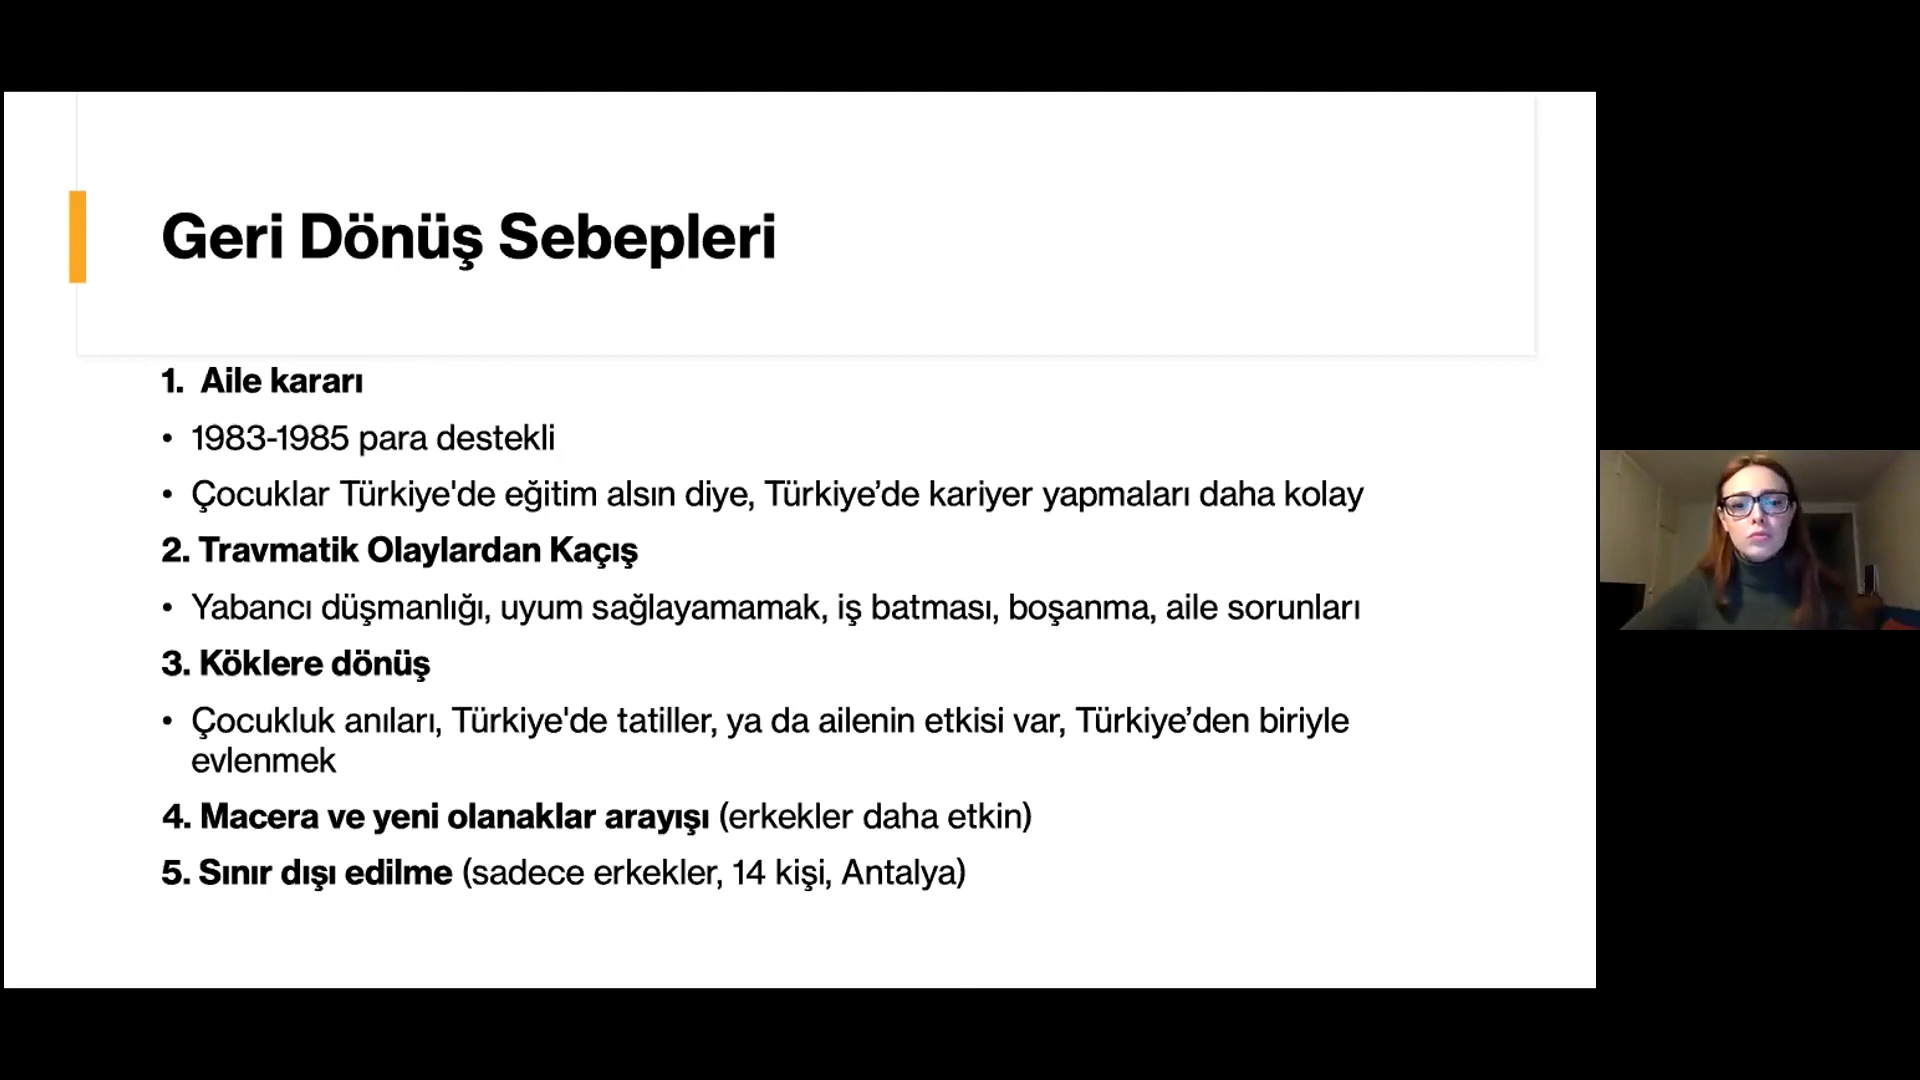 Geri Dönüş Sebepleri
1. Aile kararı
• 1983-1985 para destekli
• Çocuklar Türkiye'de eğitim alsın diye, Türkiye’de kariyer yapmaları daha kolay
2. Travmatik Olaylardan Kaçış
• Yabancı düşmanlığı, uyum sağlayamamak, iş batması, boşanma, aile sorunları
3. Köklere dönüş
• Çocukluk anıları, Türkiye'de tatiller, ya da ailenin etkisi var, Türkiye’den biriyle
evlenmek
4. Macera ve yeni olanaklar arayışı (erkekler daha etkin)
5. Sınır dışı edilme (sadece erkekler, 14 kişi, Antalya)